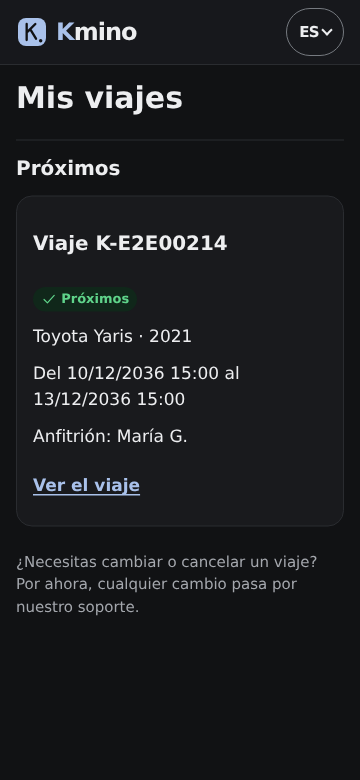 K. Kmino
ES
Mis viajes
Próximos
Viaje K-E2E00214
Próximos
Toyota Yaris · 2021
Del 10/12/2036 15:00 al
13/12/2036 15:00
Anfitrión: María G.
Ver el viaje
¿Necesitas cambiar o cancelar un viaje?
Por ahora, cualquier cambio pasa por
nuestro soporte.